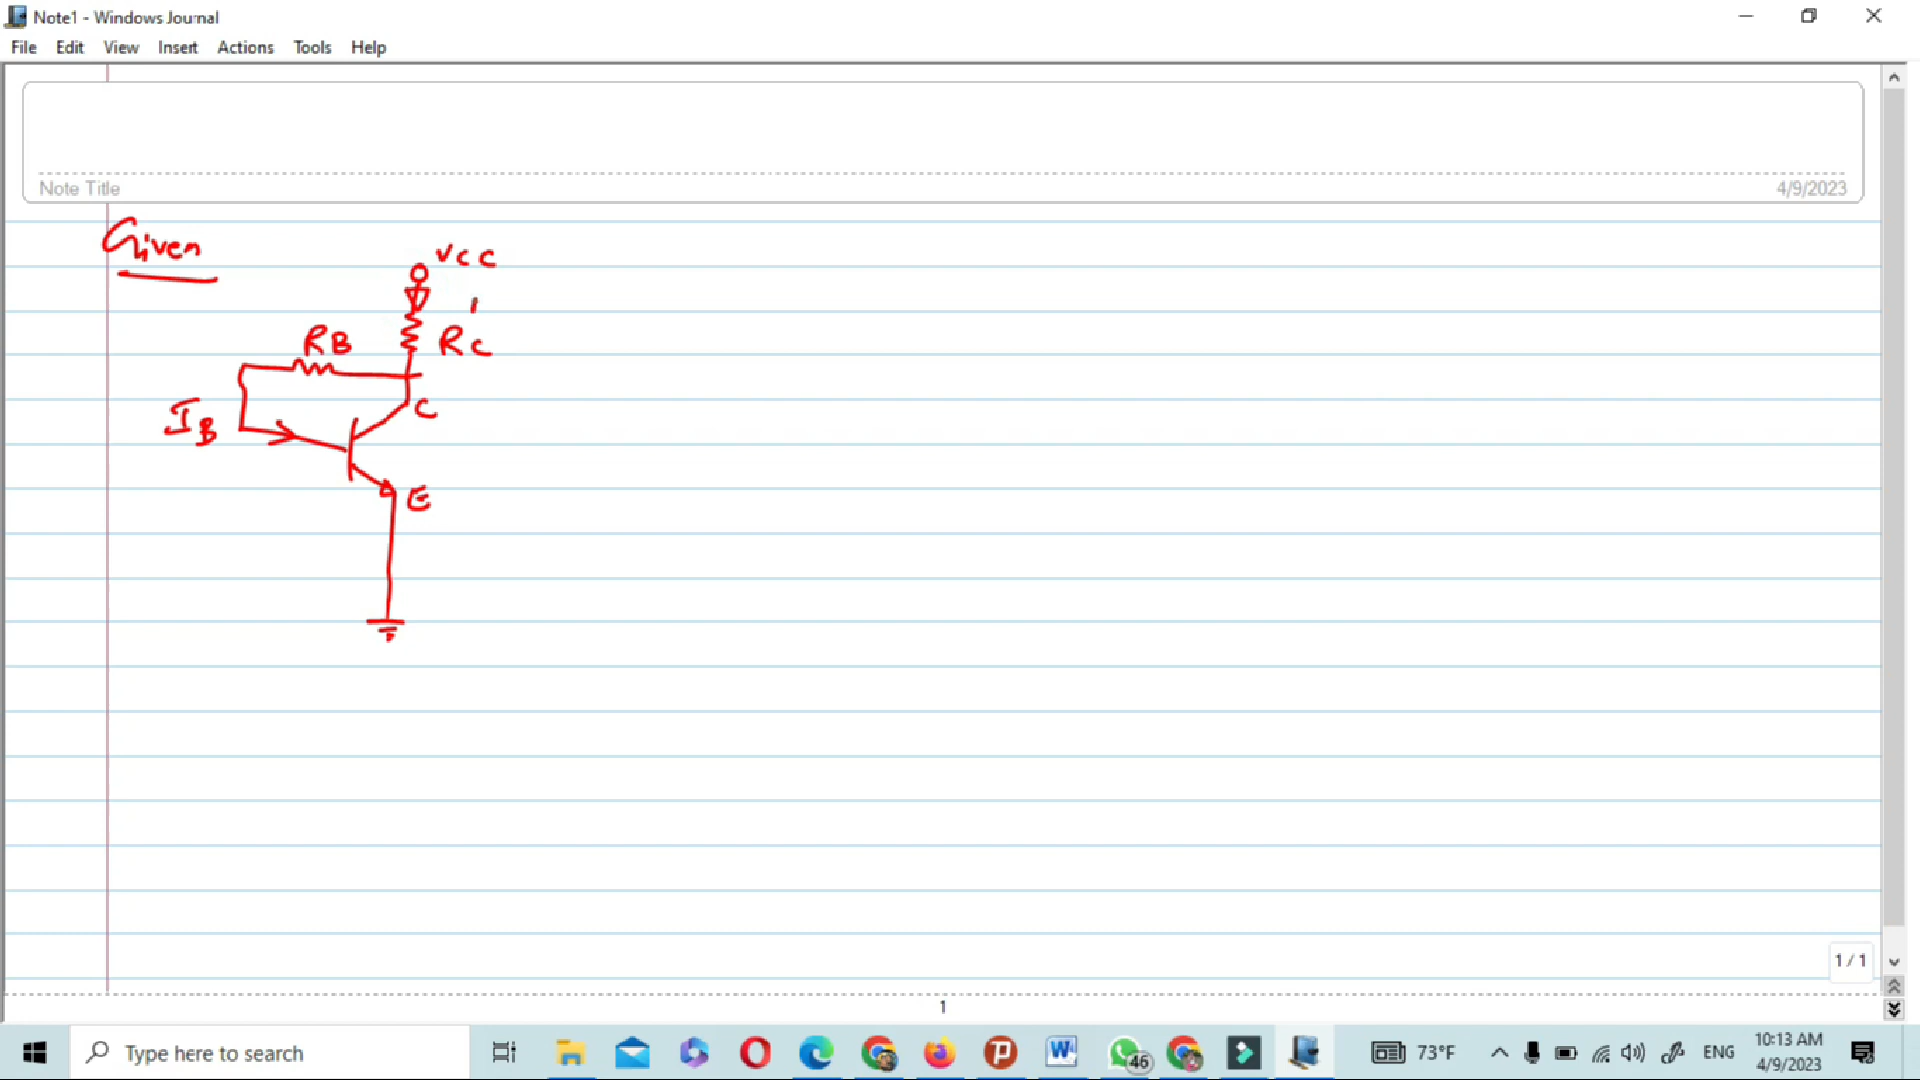 Note1 - Windows Journal
File Edit View Insert Actions Tools Help
Note Title
4/9/2023
Given
VCC
RB
RC
IB
C
E
1 / 1
1
Type here to search
46
73°F
ENG
10:13 AM
4/9/2023